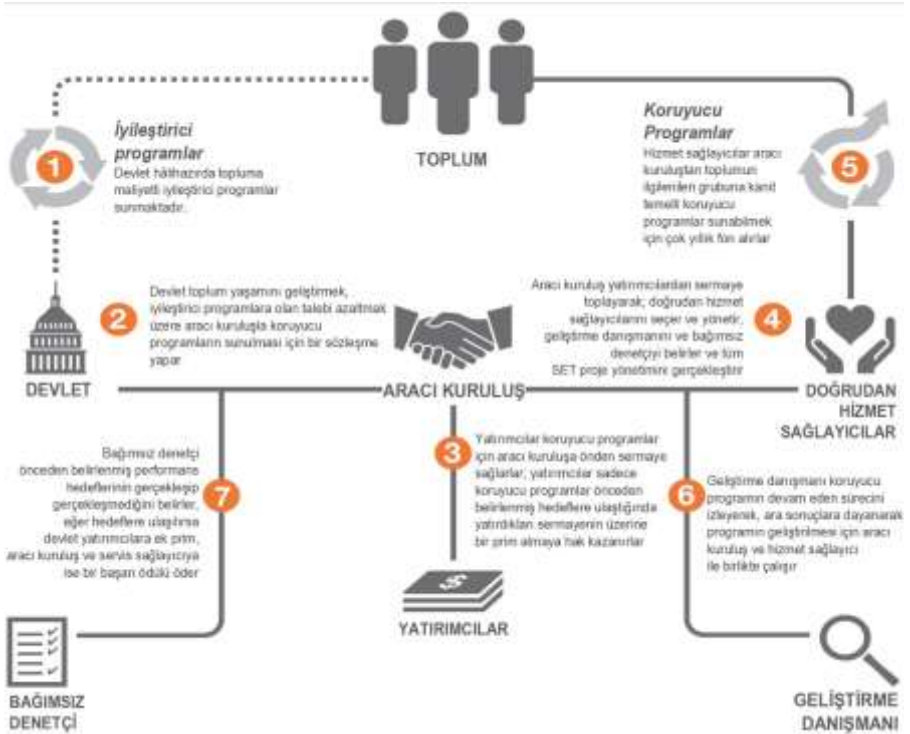 TOPLUM
1
İyileştirici
programlar
Devlet hâlihazırda topluma
maliyetli iyileştirici programlar
sunmaktadır.
Koruyucu
Programlar
Hizmet sağlayıcılar aracı
kuruluştan toplumun
ilgilenilen grubuna kanıt
temelli koruyucu
programlar sunabilmek
için çok yıllık fon alırlar
5
DEVLET
2
Devlet toplum yaşamını geliştirmek,
iyileştirici programlara olan talebi azaltmak
üzere aracı kuruluşla koruyucu
programların sunulması için bir sözleşme
yapar
ARACI KURULUŞ
Aracı kuruluş yatırımcılardan sermaye
toplayarak, doğrudan hizmet
sağlayıcılarını seçer ve yönetir,
geliştirme danışmanını ve bağımsız
denetçiyi belirler ve tüm
SET proje yönetimini gerçekleştirir
4
DOĞRUDAN
HİZMET
SAĞLAYICILAR
Bağımsız denetçi
önceden belirlenmiş performans
hedeflerinin gerçekleşip
gerçekleşmediğini belirler,
eğer hedeflere ulaşılırsa
devlet yatırımcılara ek prim,
aracı kuruluş ve servis sağlayıcıya
ise bir başarı ödülü öder
7
3
Yatırımcılar koruyucu programlar
için aracı kuruluşa önden sermaye
sağlarlar, yatırımcılar sadece
koruyucu programlar önceden
belirlenmiş hedeflere ulaştığında
yatırdıkları sermayenin üzerine
bir prim almaya hak kazanırlar
6
Geliştirme danışmanı koruyucu
programın devam eden sürecini
izleyerek, ara sonuçlara dayanarak
programın geliştirilmesi için aracı
kuruluş ve hizmet sağlayıcı
ile birlikte çalışır
$
YATIRIMCILAR
BAĞIMSIZ
DENETÇİ
GELİŞTİRME
DANIŞMANI